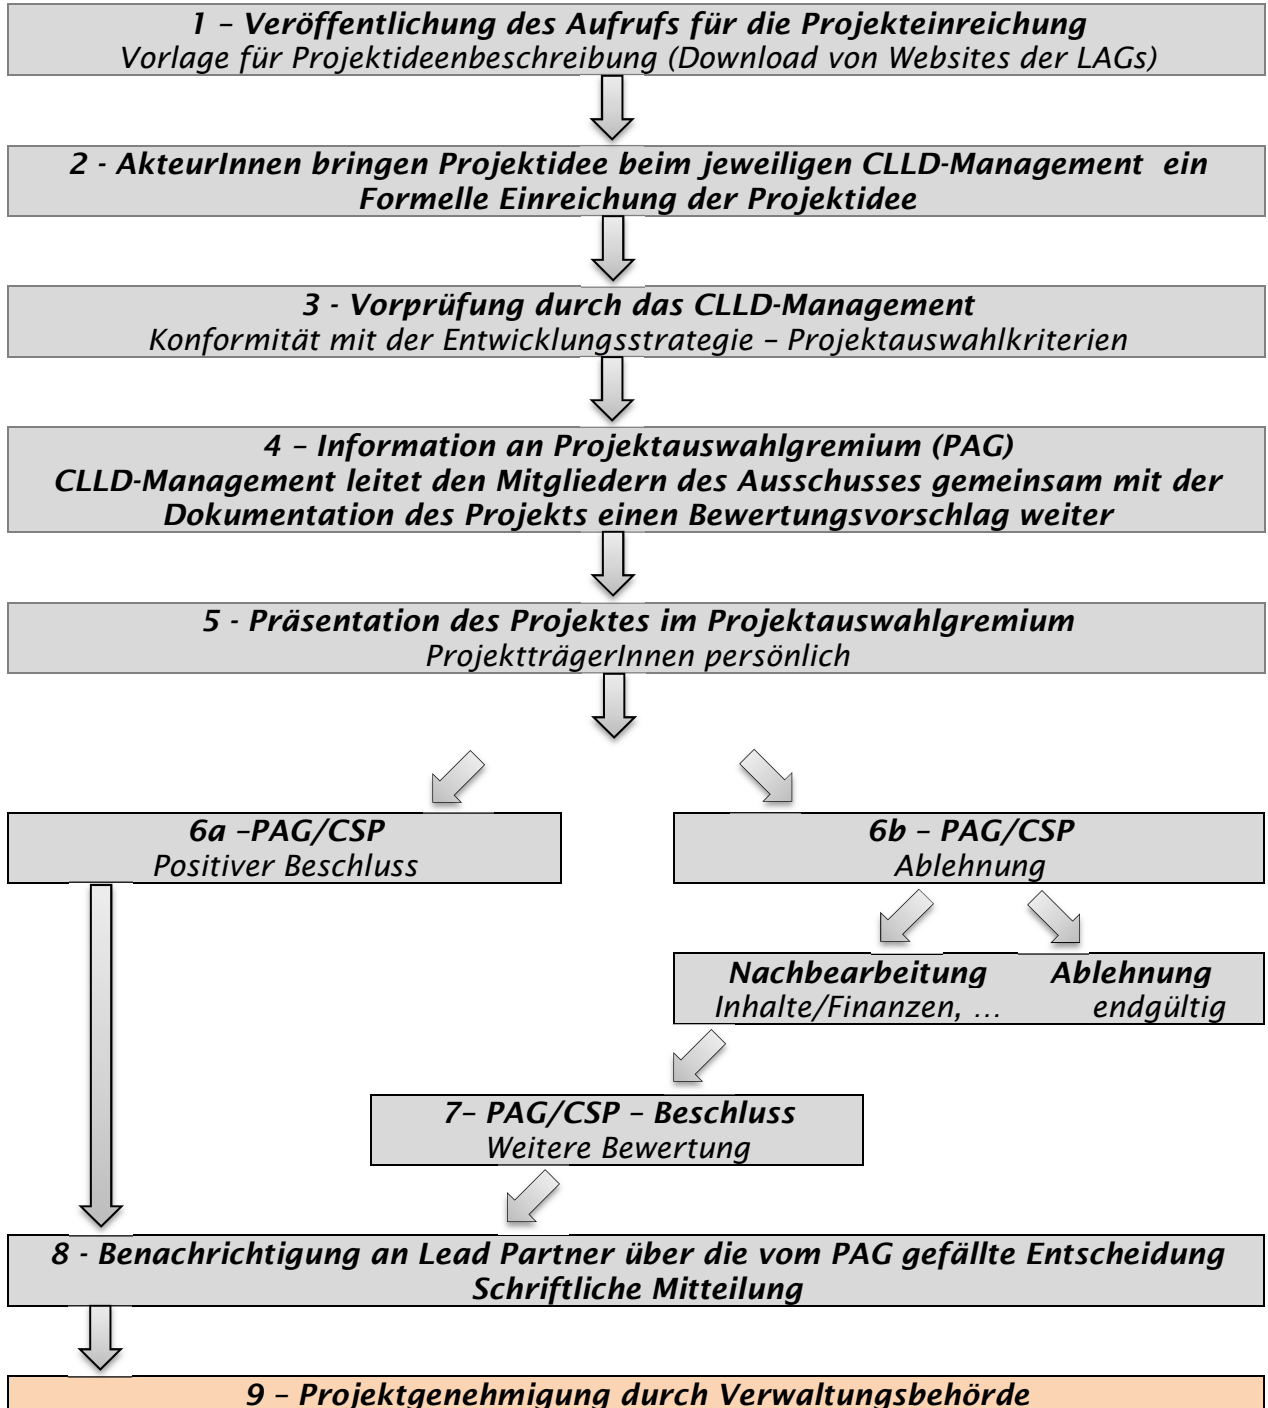 1 – Veröffentlichung des Aufrufs für die Projekteinreichung
Vorlage für Projektideenbeschreibung (Download von Websites der LAGs)
2 - AkteurInnen bringen Projektidee beim jeweiligen CLLD-Management ein
Formelle Einreichung der Projektidee
3 - Vorprüfung durch das CLLD-Management
Konformität mit der Entwicklungsstrategie – Projektauswahlkriterien
4 – Information an Projektauswahlgremium (PAG)
CLLD-Management leitet den Mitgliedern des Ausschusses gemeinsam mit der
Dokumentation des Projekts einen Bewertungsvorschlag weiter
5 - Präsentation des Projektes im Projektauswahlgremium
ProjektträgerInnen persönlich
6a –PAG/CSP
Positiver Beschluss
6b – PAG/CSP
Ablehnung
Nachbearbeitung Ablehnung
Inhalte/Finanzen, … endgültig
7– PAG/CSP – Beschluss
Weitere Bewertung
8 - Benachrichtigung an Lead Partner über die vom PAG gefällte Entscheidung
Schriftliche Mitteilung
9 – Projektgenehmigung durch Verwaltungsbehörde